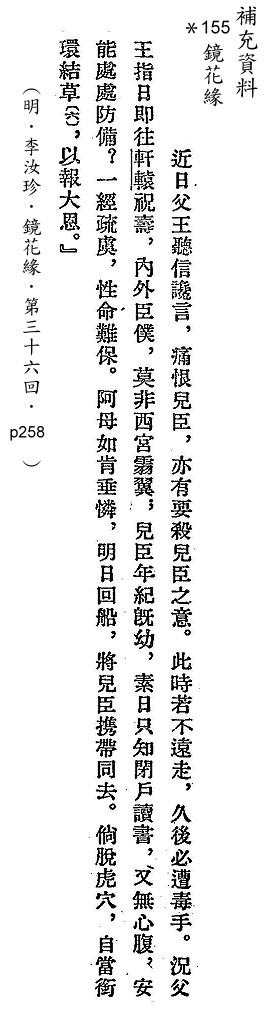 補充資料
＊155 鏡花緣
近日父王聽信讒言，痛恨兒臣，亦有要殺兒臣之意。此時若不遠走，久後必遭毒手。況父
王指日即往軒轅祝壽，內外臣僕，莫非西宮羽翼；兒臣年紀旣幼，素日只知閉戶讀書，又無心腹，安
能處處防備？一經疏虞，性命難保。阿母如肯垂憐，明日回船，將兒臣携帶同去。倘脫虎穴，自當銜
環結草㈥，以報大恩。』
（明．李汝珍．鏡花緣．第三十六回．p258）